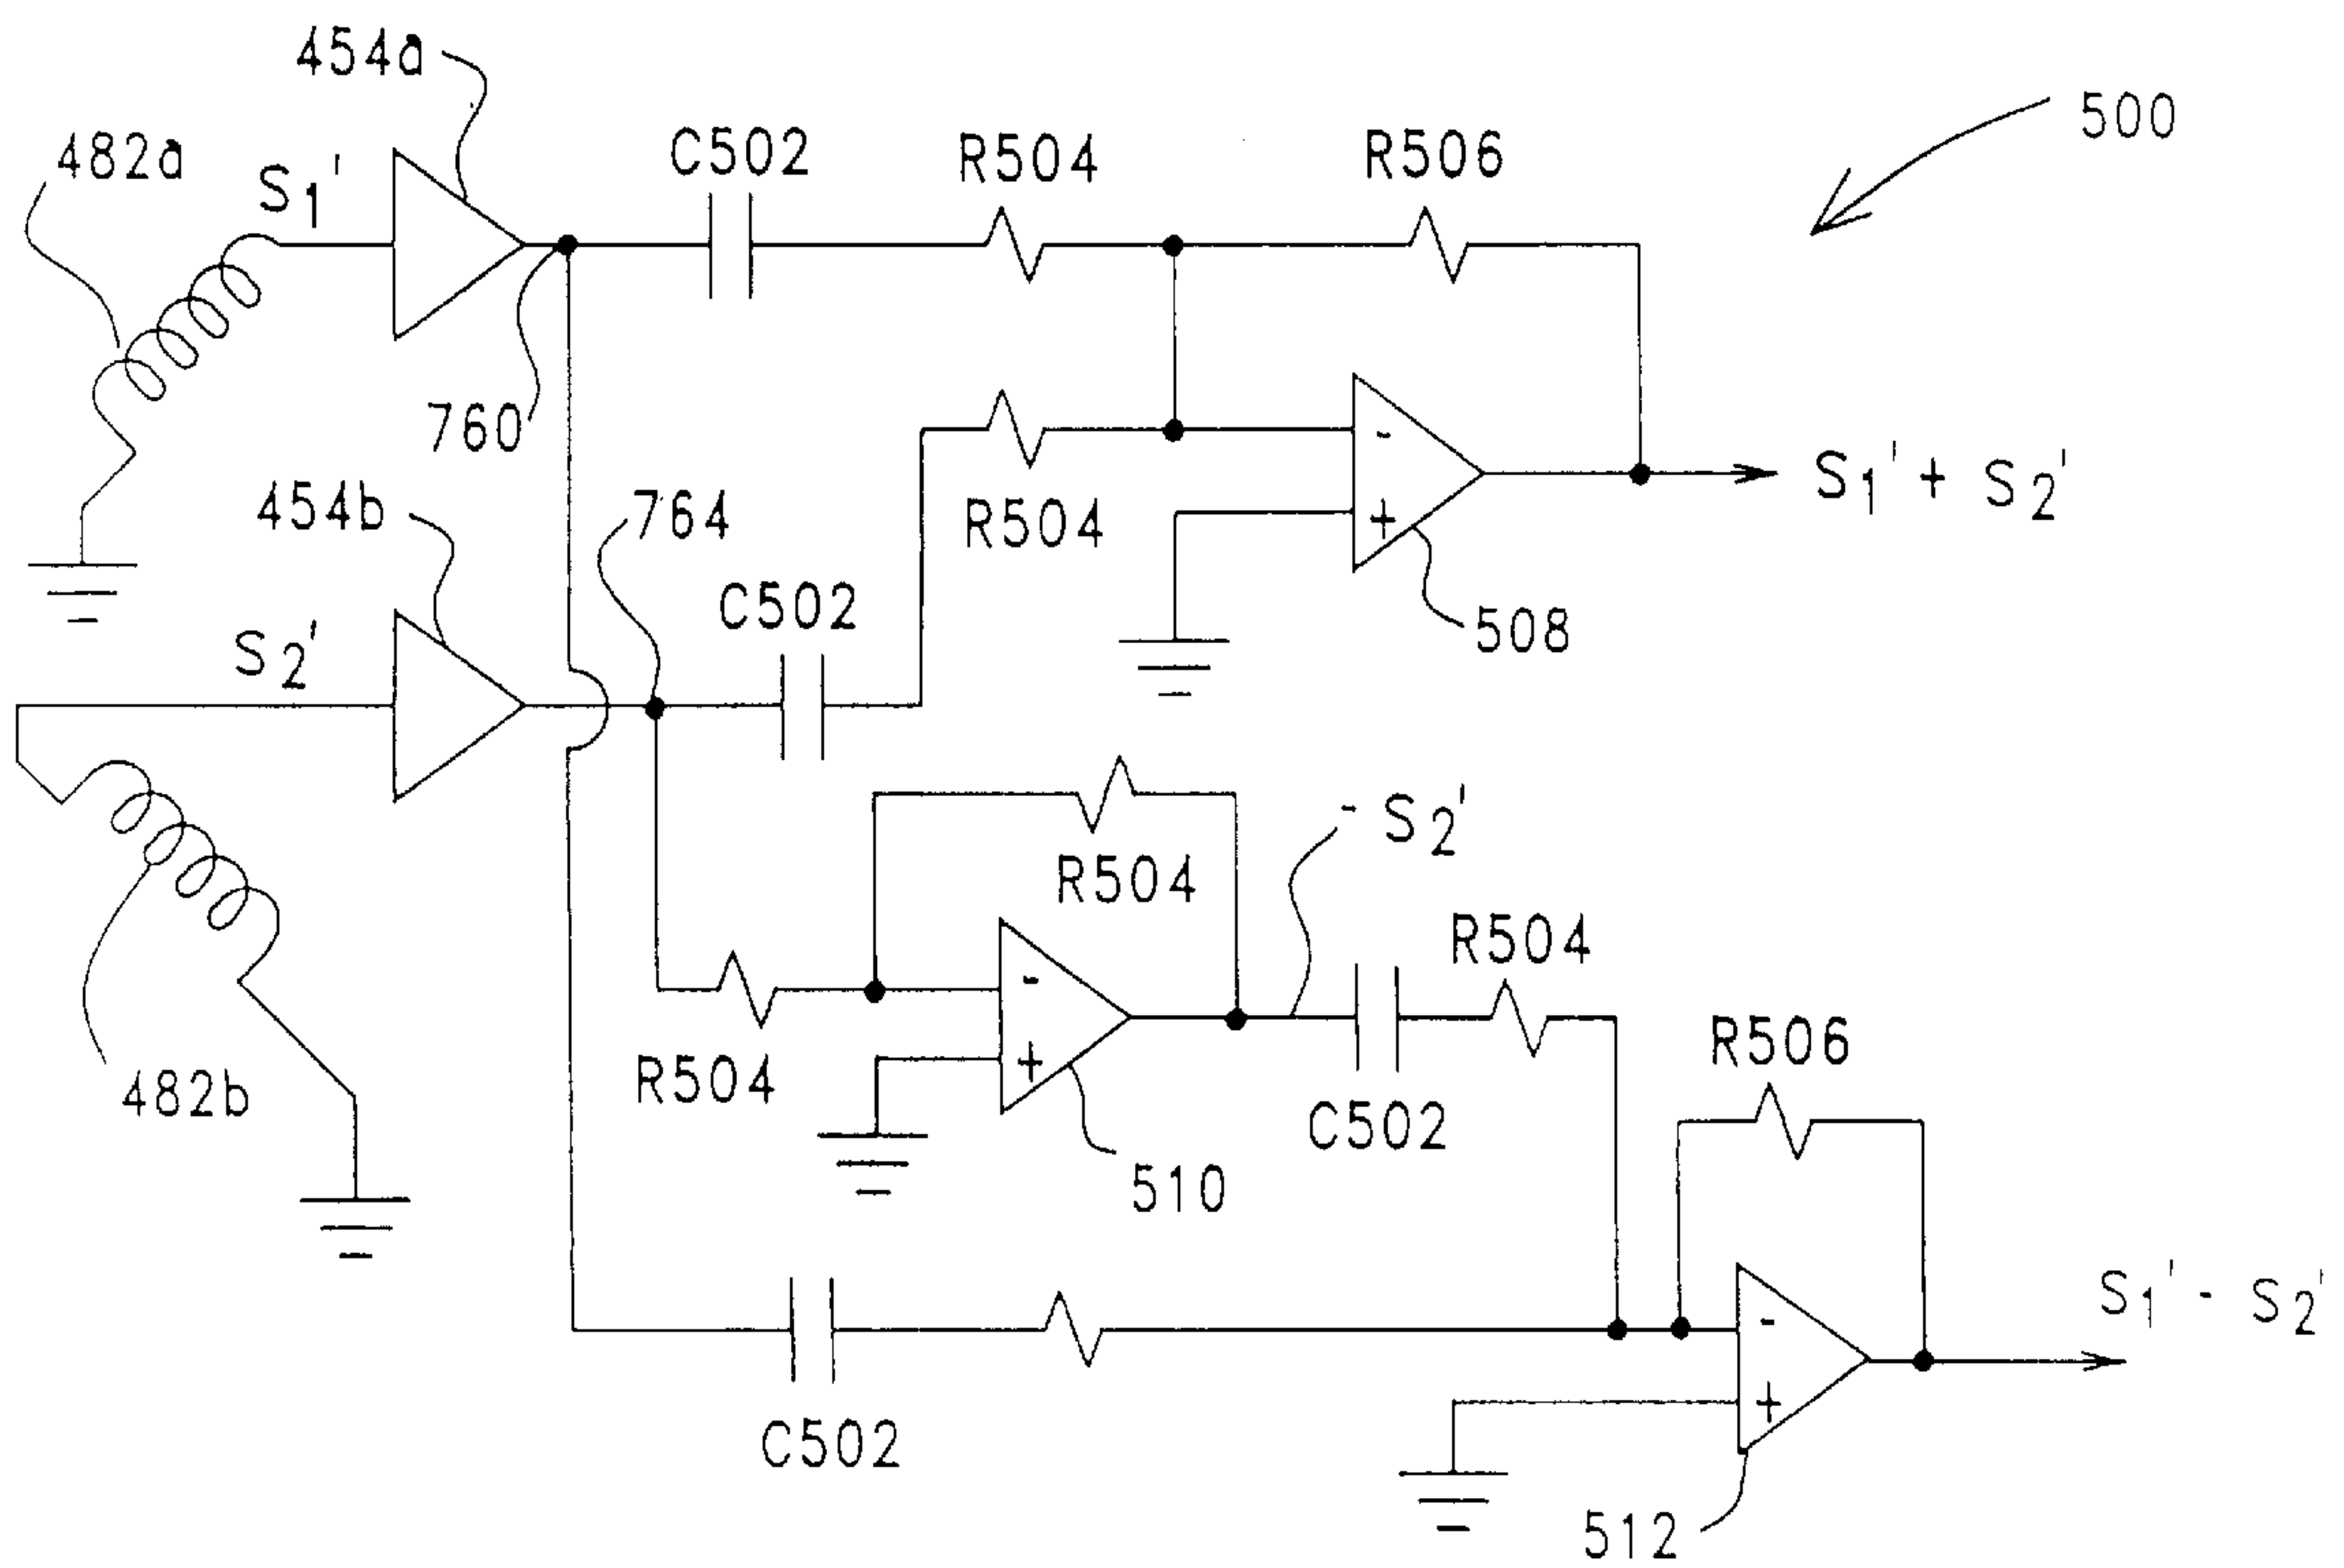 454a
500
482a
S1'
C502
R504
R506
760
454b
764
R504
-
+
S1' + S2'
C502
508
S2'
- S2'
R504
R504
-
+
R504
R506
482b
C502
510
S1' - S2'
-
+
C502
512